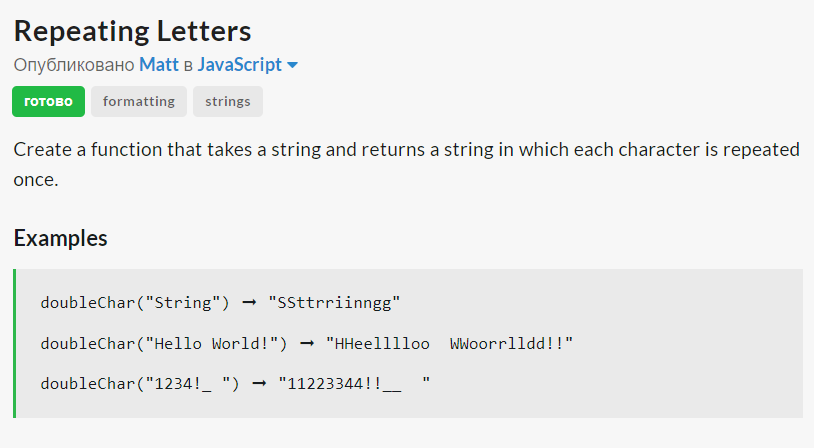 Repeating Letters
Опубликовано Matt в JavaScript
готово formatting strings
Create a function that takes a string and returns a string in which each character is repeated
once.
Examples
doubleChar("String") ➞ "SSttrriinngg"
doubleChar("Hello World!") ➞ "HHeelllloo  WWoorrlldd!!"
doubleChar("1234!_ ") ➞ "11223344!!__  "